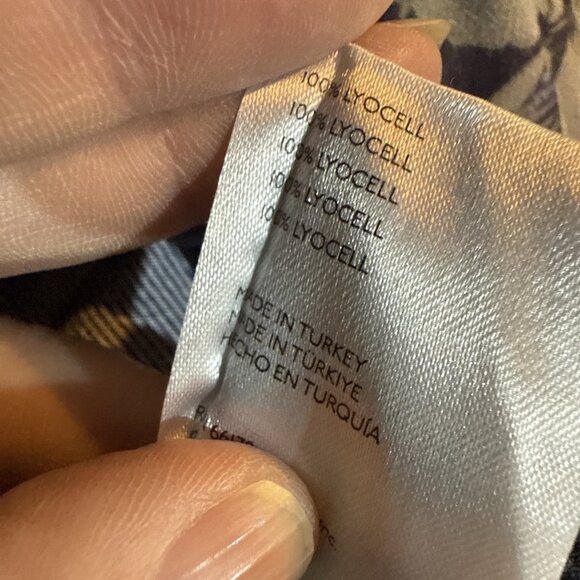 100% LYOCELL
100% LYOCELL
100% LYOCELL
100% LYOCELL
100% LYOCELL
MADE IN TURKEY
MADE IN TÜRKIYE
HECHO EN TURQUÍA
Inc.